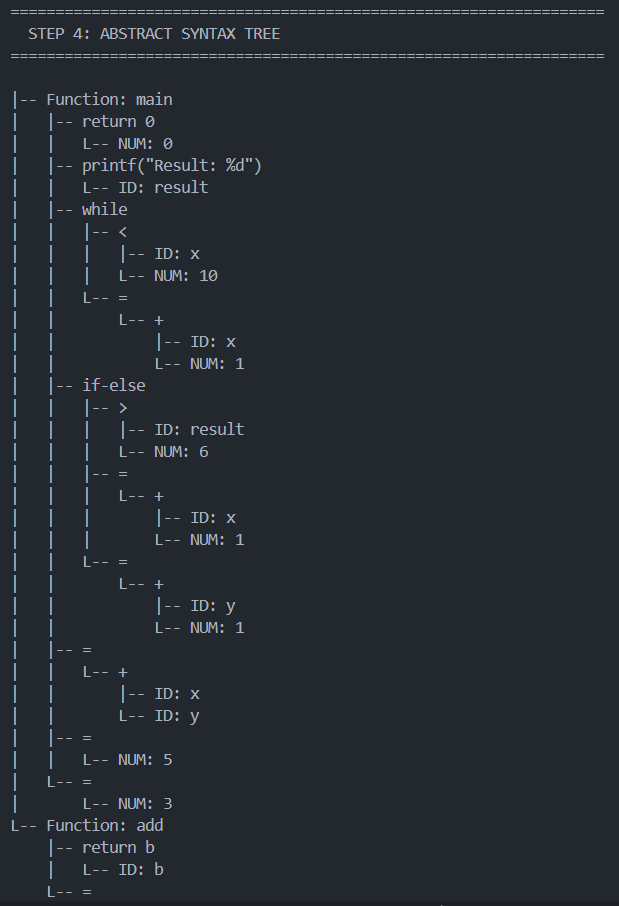 ==================================================================
  STEP 4: ABSTRACT SYNTAX TREE
==================================================================

|-- Function: main
|   |-- return 0
|   |   L-- NUM: 0
|   |-- printf("Result: %d")
|   |   L-- ID: result
|   |-- while
|   |   |-- <
|   |   |   |-- ID: x
|   |   |   L-- NUM: 10
|   |   L-- =
|   |       L-- +
|   |           |-- ID: x
|   |           L-- NUM: 1
|   |-- if-else
|   |   |-- >
|   |   |   |-- ID: result
|   |   |   L-- NUM: 6
|   |   |-- =
|   |   |   L-- +
|   |   |       |-- ID: x
|   |   |       L-- NUM: 1
|   |   L-- =
|   |       L-- +
|   |           |-- ID: y
|   |           L-- NUM: 1
|   |-- =
|   |   L-- +
|   |       |-- ID: x
|   |       L-- ID: y
|   |-- =
|   |   L-- NUM: 5
|   L-- =
|       L-- NUM: 3
L-- Function: add
    |-- return b
    |   L-- ID: b
    L-- =